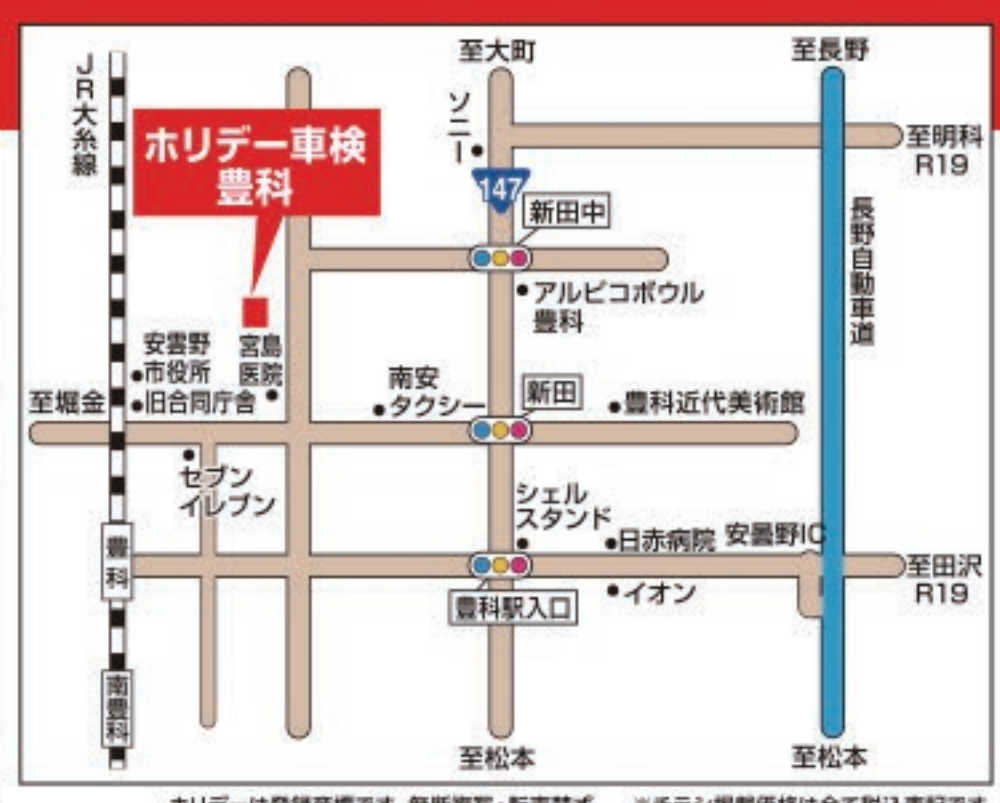 至大町
至長野
JR大糸線
ソニー
至明科
R19
ホリデー車検
豊科
147
新田中
長野自動車道
アルピコボウル
豊科
安雲野
市役所
旧合同庁舎
宮島
医院
南安
タクシー
新田
豊科近代美術館
至堀金
セブン
イレブン
シェル
スタンド
日赤病院
安曇野IC
豊科
至田沢
R19
イオン
豊科駅入口
南豊科
至松本
至松本